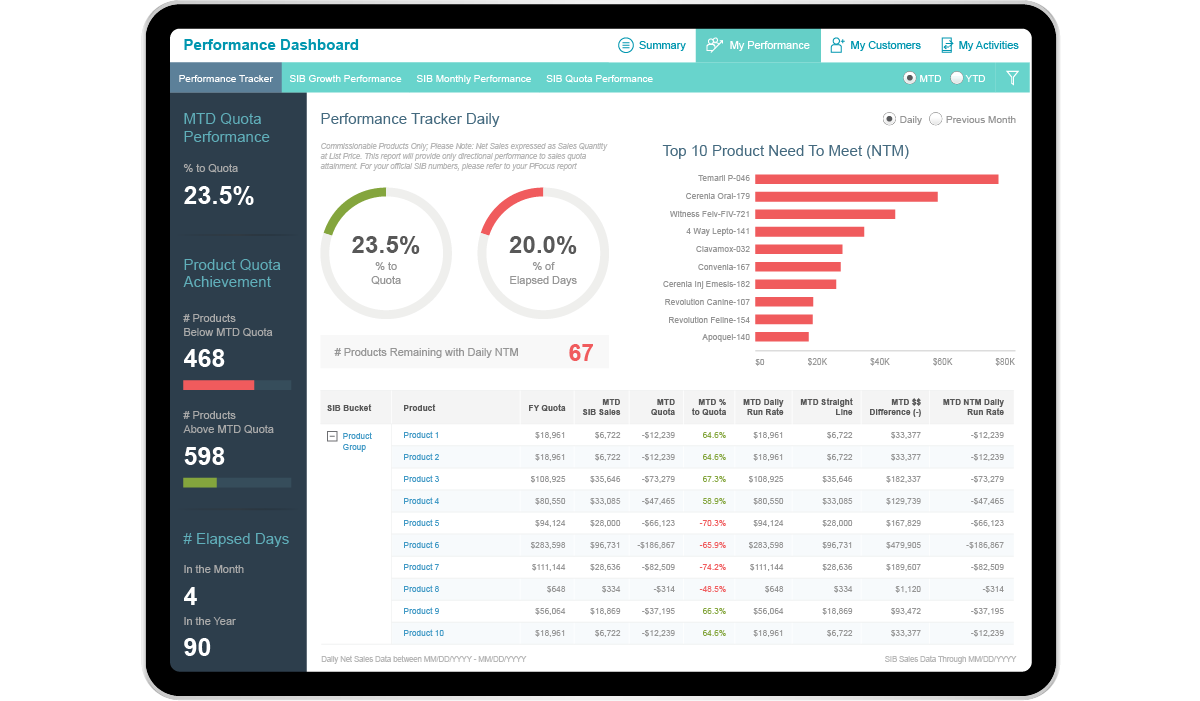 Performance Dashboard
Summary
My Performance
My Customers
My Activities
Performance Tracker
SIB Growth Performance
SIB Monthly Performance
SIB Quota Performance
MTD
YTD
MTD Quota
Performance
% to Quota
23.5%
Product Quota
Achievement
# Products
Below MTD Quota
468
# Products
Above MTD Quota
598
# Elapsed Days
In the Month
4
In the Year
90
Performance Tracker Daily
Daily
Previous Month
Commissionable Products Only; Please Note: Net Sales expressed as Sales Quantity
at List Price. This report will provide only directional performance to sales quota
attainment. For your official SIB numbers, please refer to your PFocus report
23.5%
% to
Quota
20.0%
% of
Elapsed Days
# Products Remaining with Daily NTM 67
Top 10 Product Need To Meet (NTM)
Temaril P-046
Cerenia Oral-179
Witness Felv-FIV-721
4 Way Lepto-141
Clavamox-032
Convenia-167
Cerenia Inj Emesis-182
Revolution Canine-107
Revolution Feline-154
Apoquel-140
$0 $20K $40K $60K $80K
SIB Bucket
Product
FY Quota
MTD
SIB Sales
MTD
Quota
MTD %
to Quota
MTD Daily
Run Rate
MTD Straight
Line
MTD $$
Difference (-)
MTD NTM Daily
Run Rate
Product
Group
Product 1 $18,961 $6,722 -$12,239 64.6% $18,961 $6,722 $33,377 -$12,239
Product 2 $18,961 $6,722 -$12,239 64.6% $18,961 $6,722 $33,377 -$12,239
Product 3 $108,925 $35,646 -$73,279 67.3% $108,925 $35,646 $182,337 -$73,279
Product 4 $80,550 $33,085 -$47,465 58.9% $80,550 $33,085 $129,739 -$47,465
Product 5 $94,124 $28,000 -$66,123 -70.3% $94,124 $28,000 $167,829 -$66,123
Product 6 $283,598 $96,731 -$186,867 -65.9% $283,598 $96,731 $479,905 -$186,867
Product 7 $111,144 $28,636 -$82,509 -74.2% $111,144 $28,636 $189,607 -$82,509
Product 8 $648 $334 -$314 -48.5% $648 $334 $1,120 -$314
Product 9 $56,064 $18,869 -$37,195 66.3% $56,064 $18,869 $93,472 -$37,195
Product 10 $18,961 $6,722 -$12,239 64.6% $18,961 $6,722 $33,377 -$12,239
Daily Net Sales Data between MM/DD/YYYY - MM/DD/YYYY
SIB Sales Data Through MM/DD/YYYY